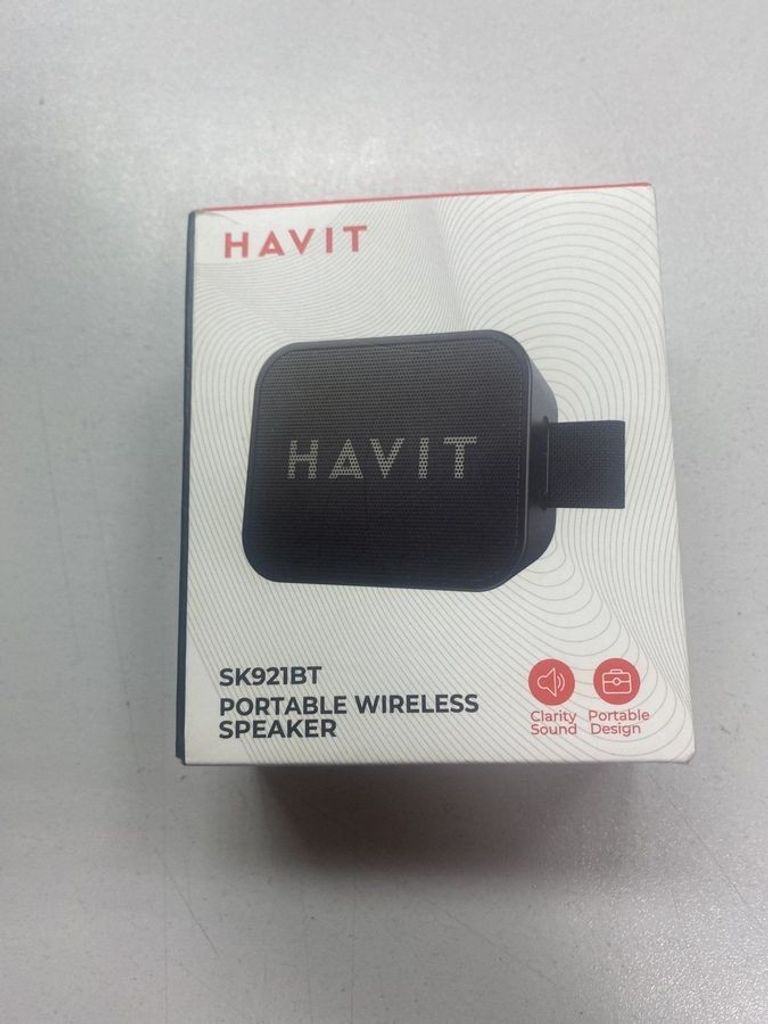 HAVIT
HAVIT
SK921BT
PORTABLE WIRELESS
SPEAKER
Clarity
Sound
Portable
Design